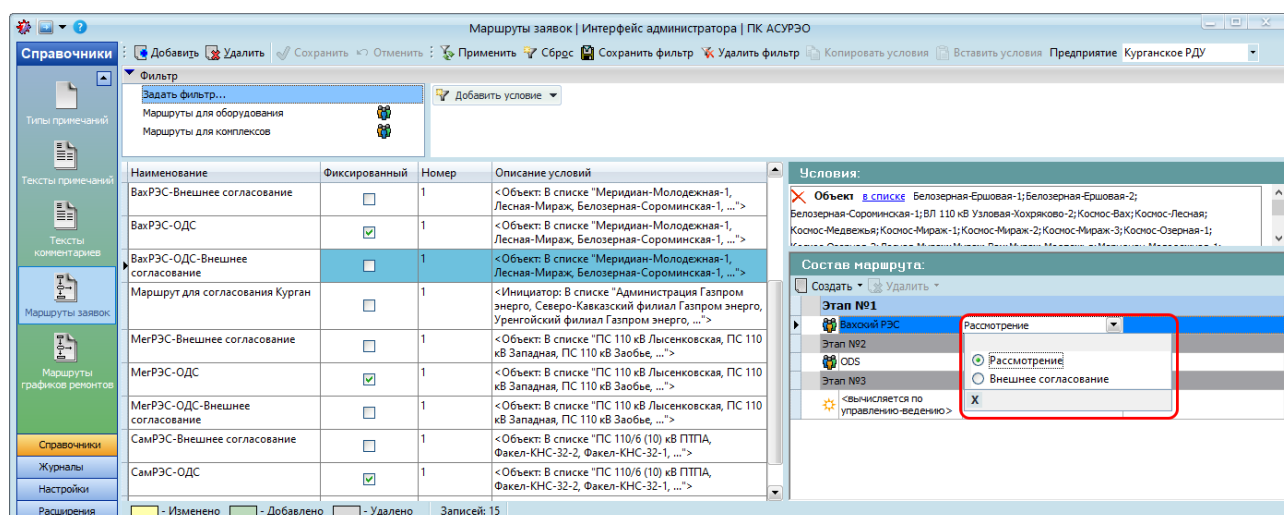 Маршруты заявок | Интерфейс администратора | ПК АСУРЭО
Справочники
Добавить Удалить Сохранить Отменить Применить Сброс Сохранить фильтр Удалить фильтр Копировать условия Вставить условия Предприятие Курганское РДУ
Фильтр
Задать фильтр...
Добавить условие
Маршруты для оборудования
Маршруты для комплексов
Типы примечаний
Тексты примечаний
Тексты
комментариев
Маршруты заявок
Маршруты
графиков ремонтов
Справочники
Журналы
Настройки
Расширения
Наименование Фиксированный Номер Описание условий
ВахРЭС-Внешнее согласование 1 <Объект: В списке "Меридиан-Молодежная-1,
Лесная-Мираж, Белозерная-Сороминская-1, ...">
ВахРЭС-ОДС 1 <Объект: В списке "Меридиан-Молодежная-1,
Лесная-Мираж, Белозерная-Сороминская-1, ...">
ВахРЭС-ОДС-Внешнее 1 <Объект: В списке "Меридиан-Молодежная-1,
согласование Лесная-Мираж, Белозерная-Сороминская-1, ...">
Маршрут для согласования Курган 1 <Инициатор: В списке "Администрация Газпром
энерго, Северо-Кавказский филиал Газпром энерго,
Уренгойский филиал Газпром энерго, ...">
МегРЭС-Внешнее согласование 1 <Объект: В списке "ПС 110 кВ Лысенковская, ПС 110
кВ Западная, ПС 110 кВ Заобье, ...">
МегРЭС-ОДС 1 <Объект: В списке "ПС 110 кВ Лысенковская, ПС 110
кВ Западная, ПС 110 кВ Заобье, ...">
МегРЭС-ОДС-Внешнее 1 <Объект: В списке "ПС 110 кВ Лысенковская, ПС 110
согласование кВ Западная, ПС 110 кВ Заобье, ...">
СамРЭС-Внешнее согласование 1 <Объект: В списке "ПС 110/6 (10) кВ ПТПА,
Факел-КНС-32-2, Факел-КНС-32-1, ...">
СамРЭС-ОДС 1 <Объект: В списке "ПС 110/6 (10) кВ ПТПА,
Факел-КНС-32-2, Факел-КНС-32-1, ...">
Условия:
X Объект в списке Белозерная-Ершовая-1;Белозерная-Ершовая-2;
Белозерная-Сороминская-1;ВЛ 110 кВ Узловая-Хохряково-2;Космос-Вах;Космос-Лесная;
Космос-Медвежья;Космос-Мираж-1;Космос-Мираж-2;Космос-Мираж-3;Космос-Озерная-1;
Состав маршрута:
Создать Удалить
Этап №1
Вахский РЭС Рассмотрение
Этап №2
ODS
Рассмотрение
Внешнее согласование
X
Этап №3
<вычисляется по
управлению-ведению>
- Изменено - Добавлено - Удалено Записей: 15